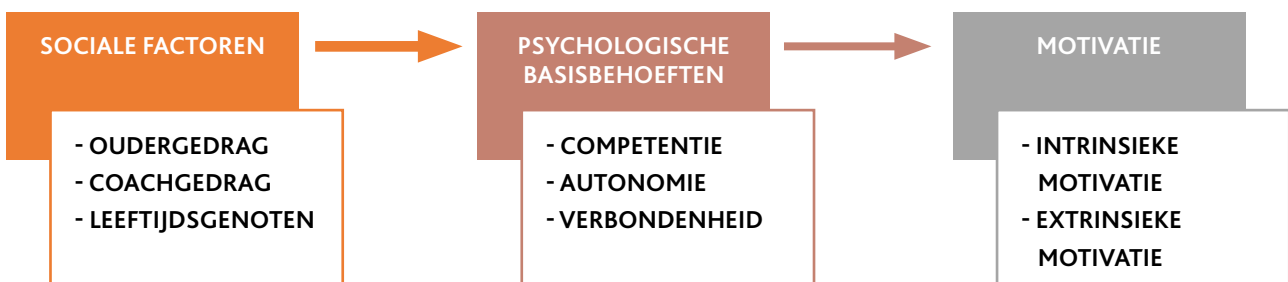 SOCIALE FACTOREN
- OUDERGEDRAG
- COACHGEDRAG
- LEEFTIJDSGENOTEN
PSYCHOLOGISCHE
BASISBEHOEFTEN
- COMPETENTIE
- AUTONOMIE
- VERBONDENHEID
MOTIVATIE
- INTRINSIEKE
MOTIVATIE
- EXTRINSIEKE
MOTIVATIE